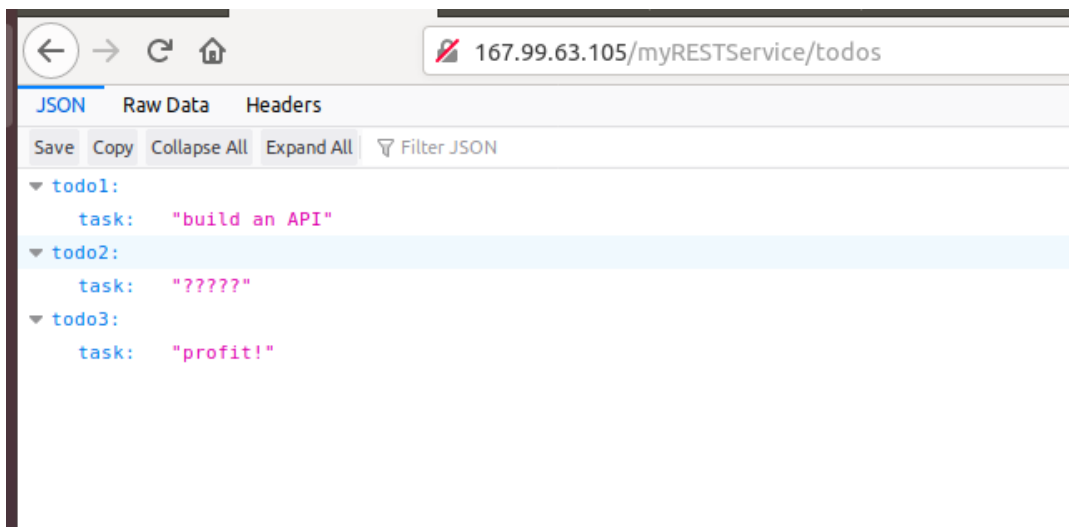 167.99.63.105/myRESTService/todos
JSON Raw Data Headers
Save Copy Collapse All Expand All Filter JSON
todo1:
task: "build an API"
todo2:
task: "?????"
todo3:
task: "profit!"